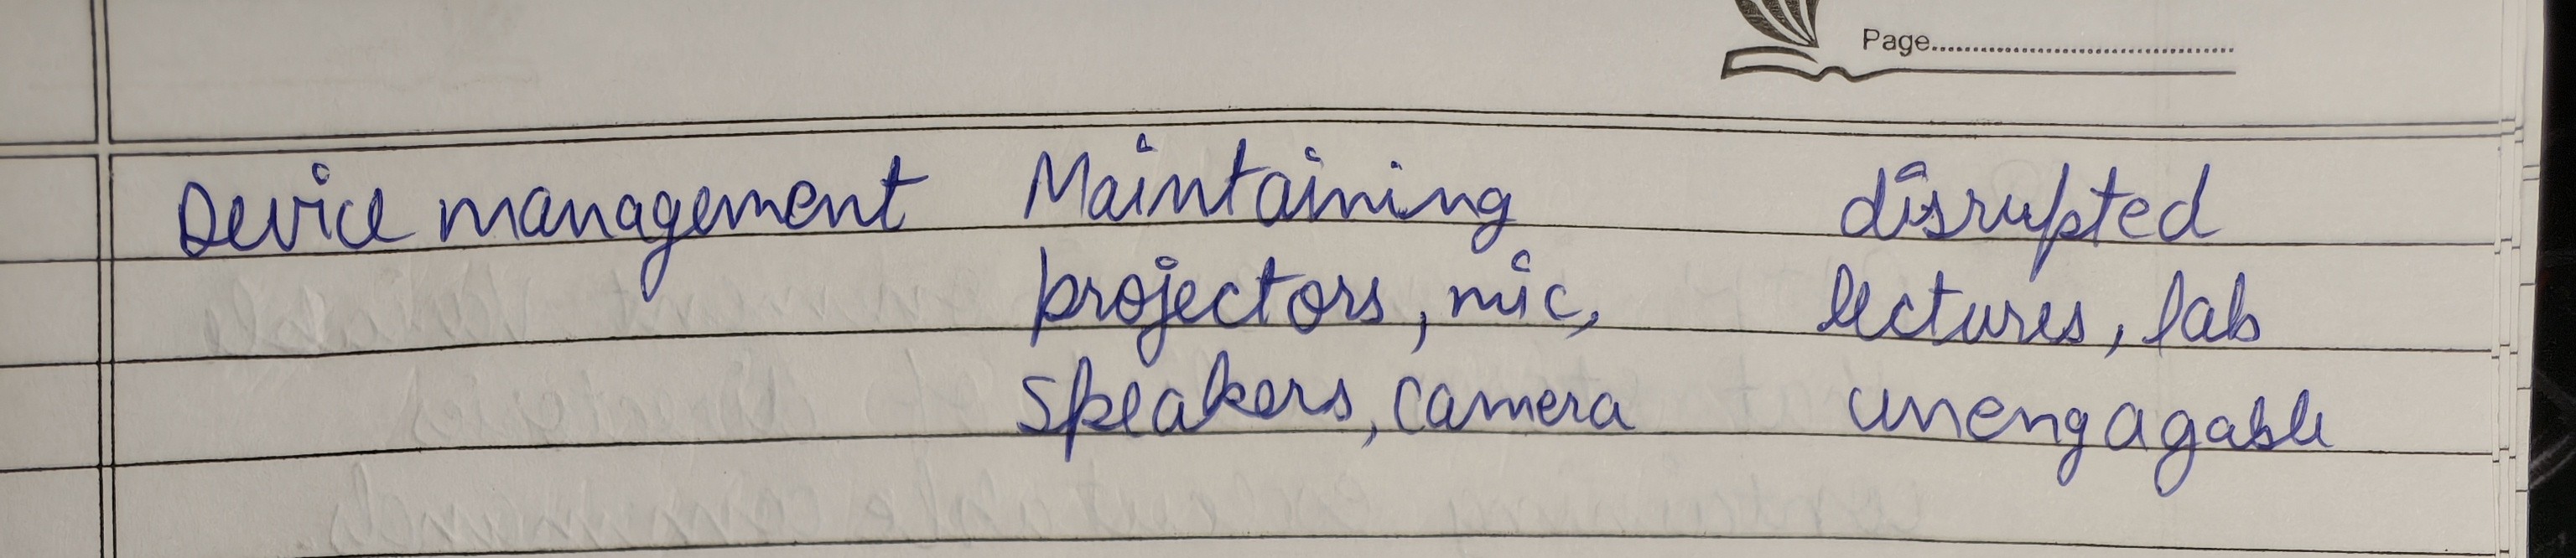 Page
Device management Maintaining disrupted
projectors, mic, lectures, lab
speakers, camera unengagable